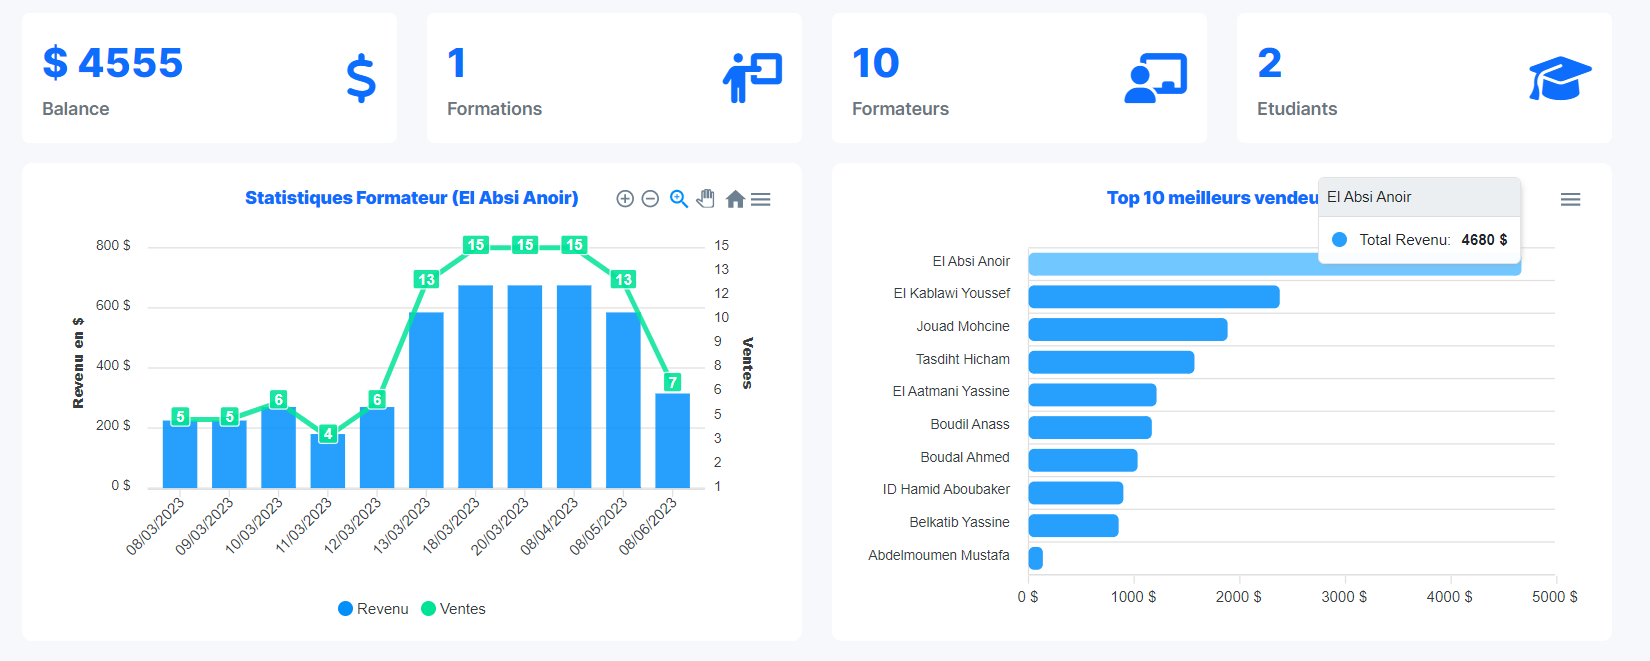 $ 4555
Balance
1
Formations
10
Formateurs
2
Etudiants
Statistiques Formateur (El Absi Anoir)
800 $
600 $
400 $
200 $
0 $
Revenu en $
5
5
6
4
6
13
15
15
15
13
7
15
13
12
10
9
8
6
5
3
2
1
Ventes
08/03/2023
09/03/2023
10/03/2023
11/03/2023
12/03/2023
13/03/2023
18/03/2023
20/03/2023
08/04/2023
08/05/2023
08/06/2023
Revenu
Ventes
Top 10 meilleurs vendeu
El Absi Anoir
Total Revenu: 4680 $
El Absi Anoir
El Kablawi Youssef
Jouad Mohcine
Tasdiht Hicham
El Aatmani Yassine
Boudil Anass
Boudal Ahmed
ID Hamid Aboubaker
Belkatib Yassine
Abdelmoumen Mustafa
0 $
1000 $
2000 $
3000 $
4000 $
5000 $